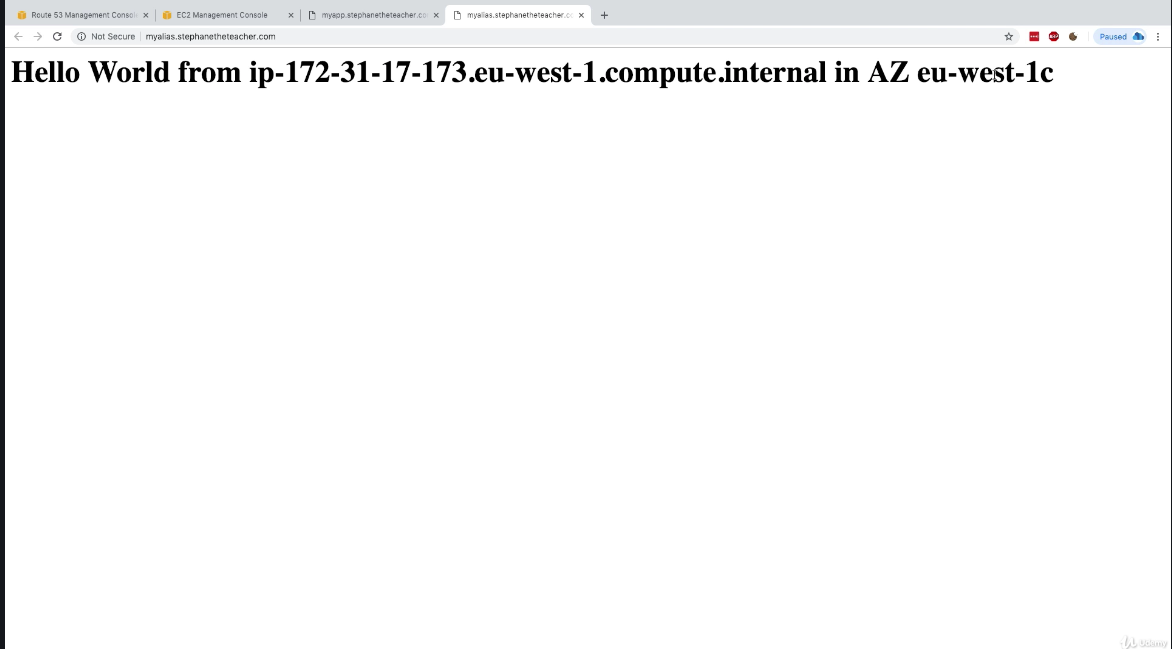 Route 53 Management Consol
EC2 Management Console
myapp.stephanetheteacher.co
myalias.stephanetheteacher.co
Not Secure
myalias.stephanetheteacher.com
Paused
Hello World from ip-172-31-17-173.eu-west-1.compute.internal in AZ eu-west-1c
Udemy